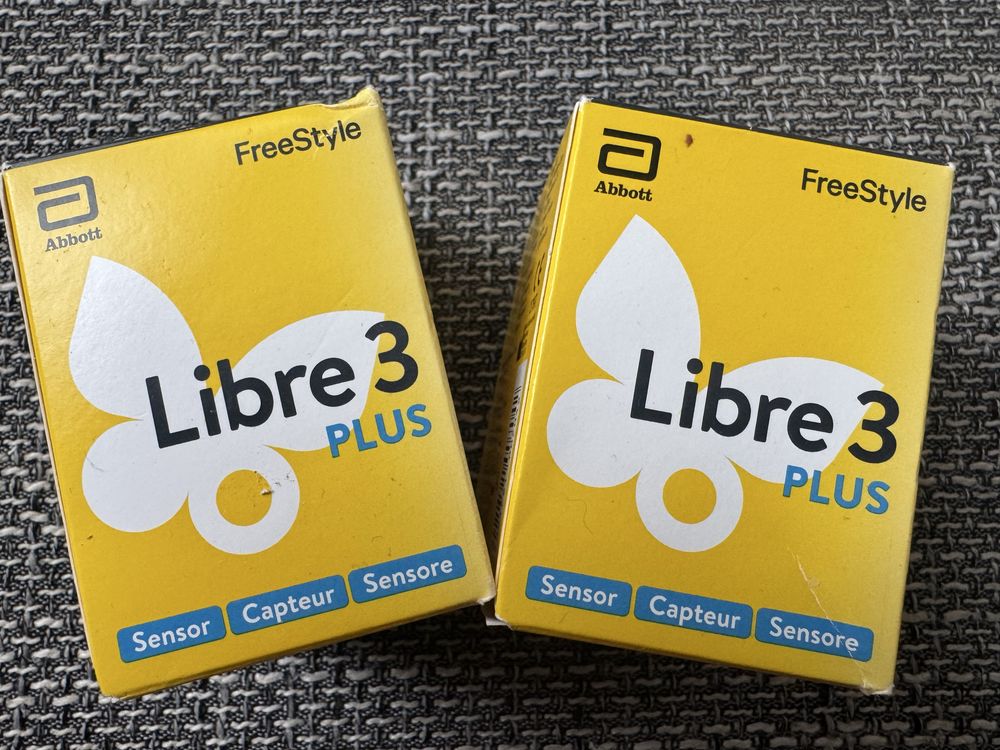 FreeStyle
Abbott
Libre 3
PLUS
Sensor Capteur Sensore
Abbott
FreeStyle
Libre 3
PLUS
Sensor Capteur Sensore